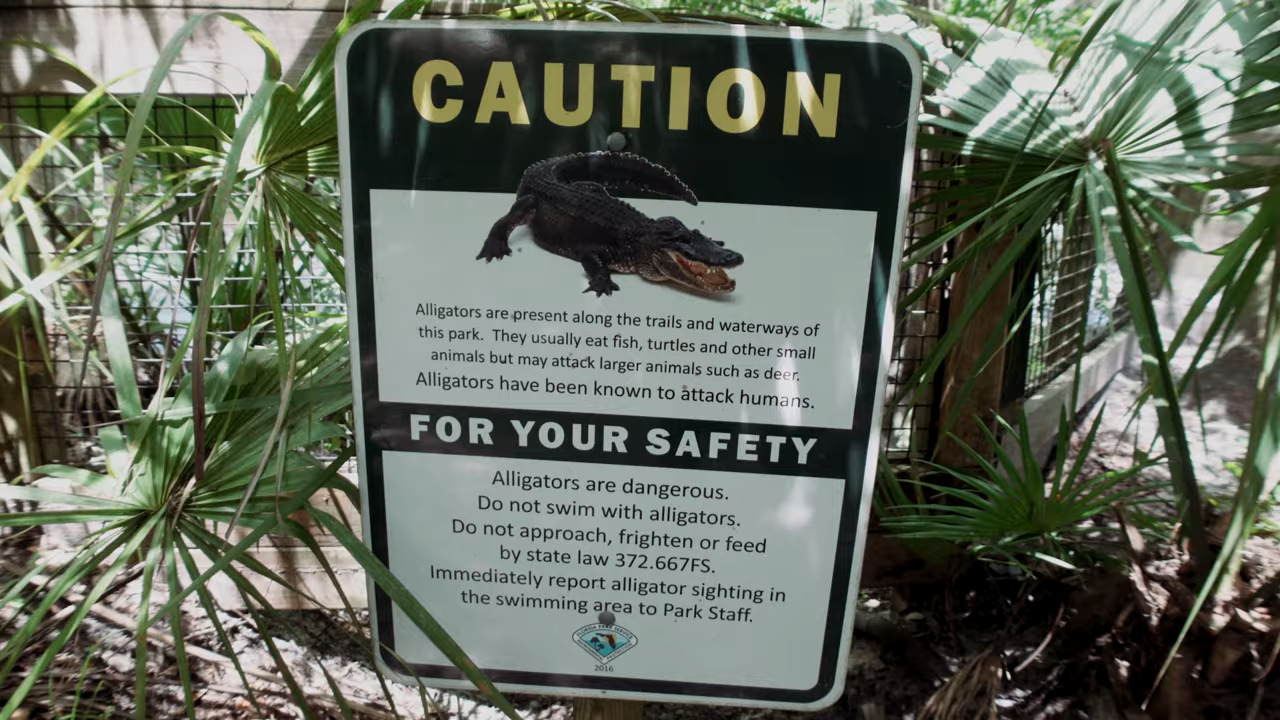 CAUTION
Alligators are present along the trails and waterways of
this park.  They usually eat fish, turtles and other small
animals but may attack larger animals such as deer.
Alligators have been known to attack humans.
FOR YOUR SAFETY
Alligators are dangerous.
Do not swim with alligators.
Do not approach, frighten or feed
by state law 372.667FS.
Immediately report alligator sighting in
the swimming area to Park Staff.
FLORIDA PARK SERVICE
2016